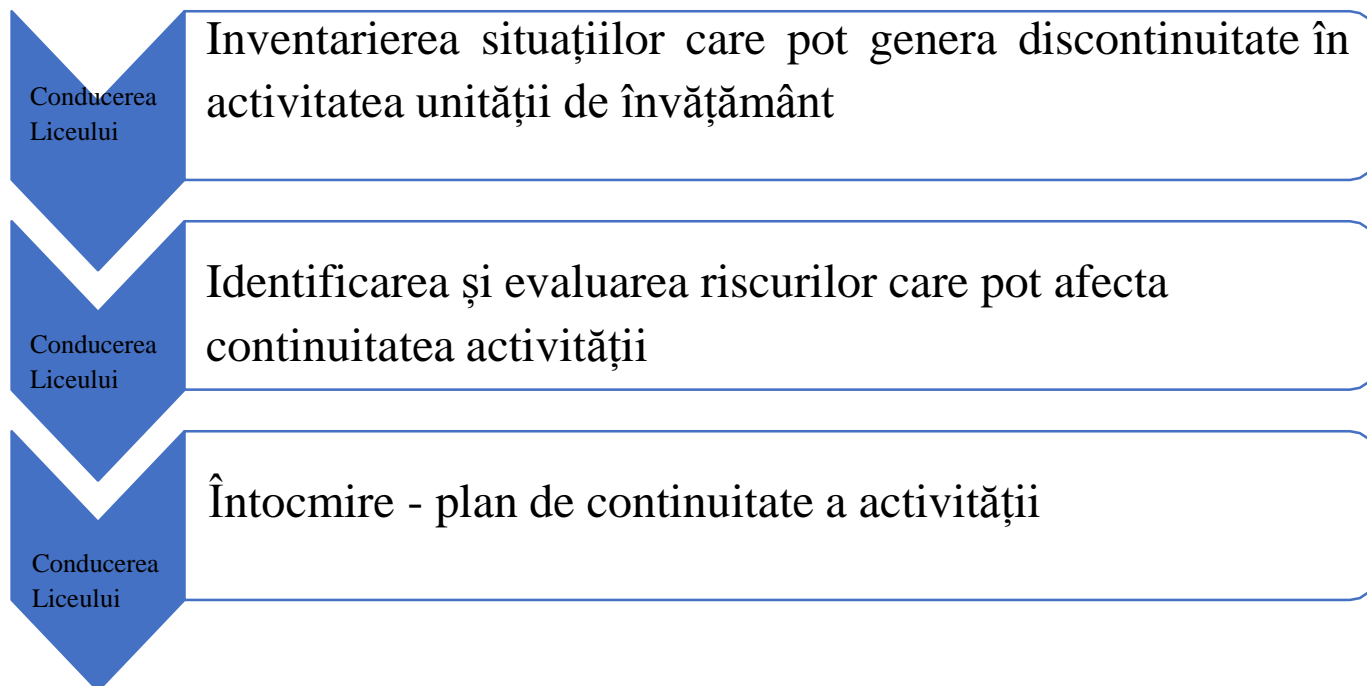 Conducerea
Liceului
Inventarierea situațiilor care pot genera discontinuitate în
activitatea unității de învățământ
Conducerea
Liceului
Identificarea și evaluarea riscurilor care pot afecta
continuitatea activității
Conducerea
Liceului
Întocmire - plan de continuitate a activității